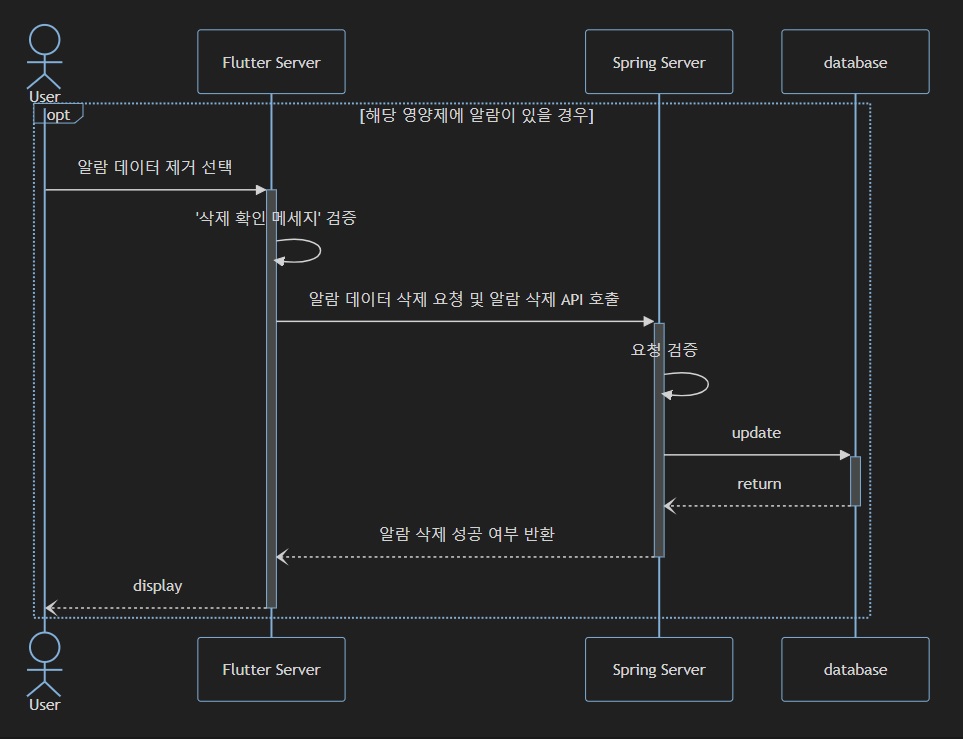 Flutter Server
Spring Server
database
User
opt
[해당 영양제에 알람이 있을 경우]
알람 데이터 제거 선택
'삭제 확인 메세지' 검증
알람 데이터 삭제 요청 및 알람 삭제 API 호출
요청 검증
update
return
알람 삭제 성공 여부 반환
display
Flutter Server
Spring Server
database
User